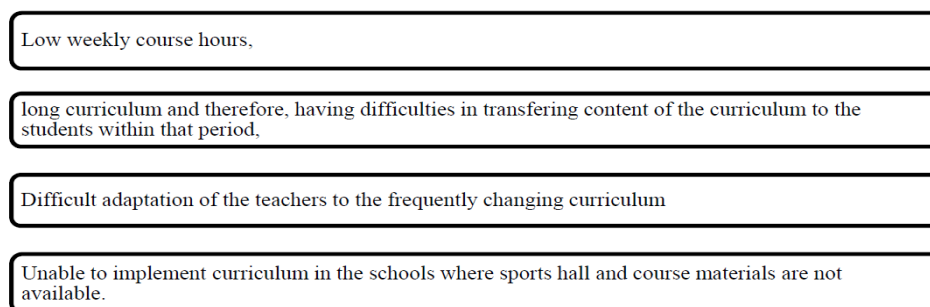 Low weekly course hours,
long curriculum and therefore, having difficulties in transfering content of the curriculum to the
students within that period,
Difficult adaptation of the teachers to the frequently changing curriculum
Unable to implement curriculum in the schools where sports hall and course materials are not
available.